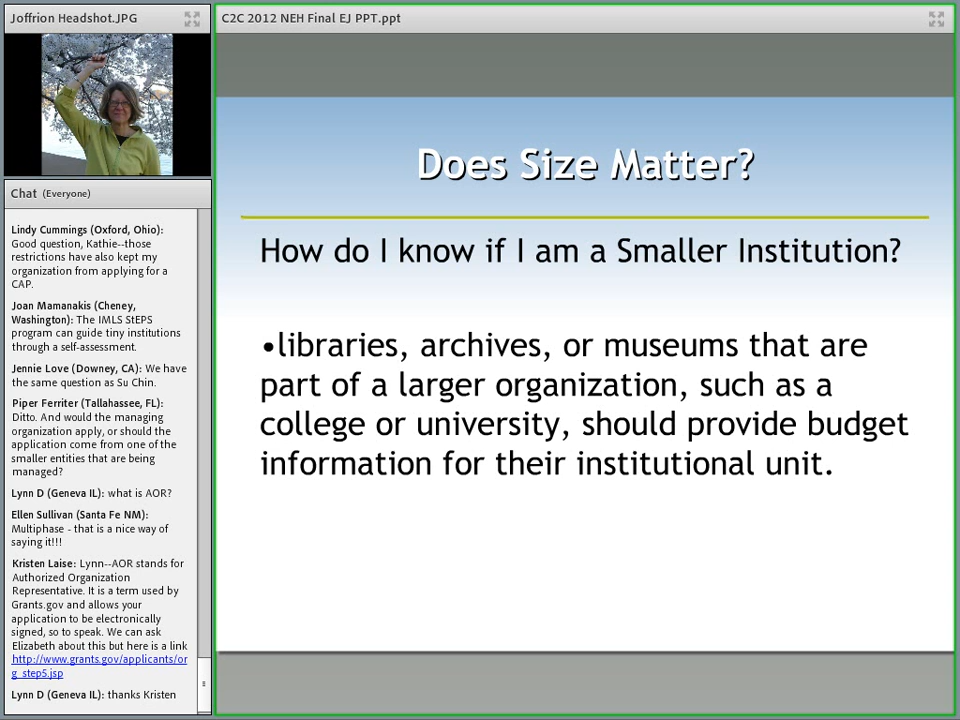 Joffrion Headshot.JPG
Chat (Everyone)
Lindy Cummings (Oxford, Ohio):
Good question, Kathie--those
restrictions have also kept my
organization from applying for a
CAP.
Joan Mamanakis (Cheney,
Washington): The IMLS StEPS
program can guide tiny institutions
through a self-assessment.
Jennie Love (Downey, CA): We have
the same question as Su Chin.
Piper Ferriter (Tallahassee, FL):
Ditto. And would the managing
organization apply, or should the
application come from one of the
smaller entities that are being
managed?
Lynn D (Geneva IL): what is AOR?
Ellen Sullivan (Santa Fe NM):
Multiphase - that is a nice way of
saying it!!!
Kristen Laise: Lynn--AOR stands for
Authorized Organization
Representative. It is a term used by
Grants.gov and allows your
application to be electronically
signed, so to speak. We can ask
Elizabeth about this but here is a link
http://www.grants.gov/applicants/or
g_step5.jsp
Lynn D (Geneva IL): thanks Kristen
C2C 2012 NEH Final EJ PPT.ppt
Does Size Matter?
How do I know if I am a Smaller Institution?
•libraries, archives, or museums that are
part of a larger organization, such as a
college or university, should provide budget
information for their institutional unit.